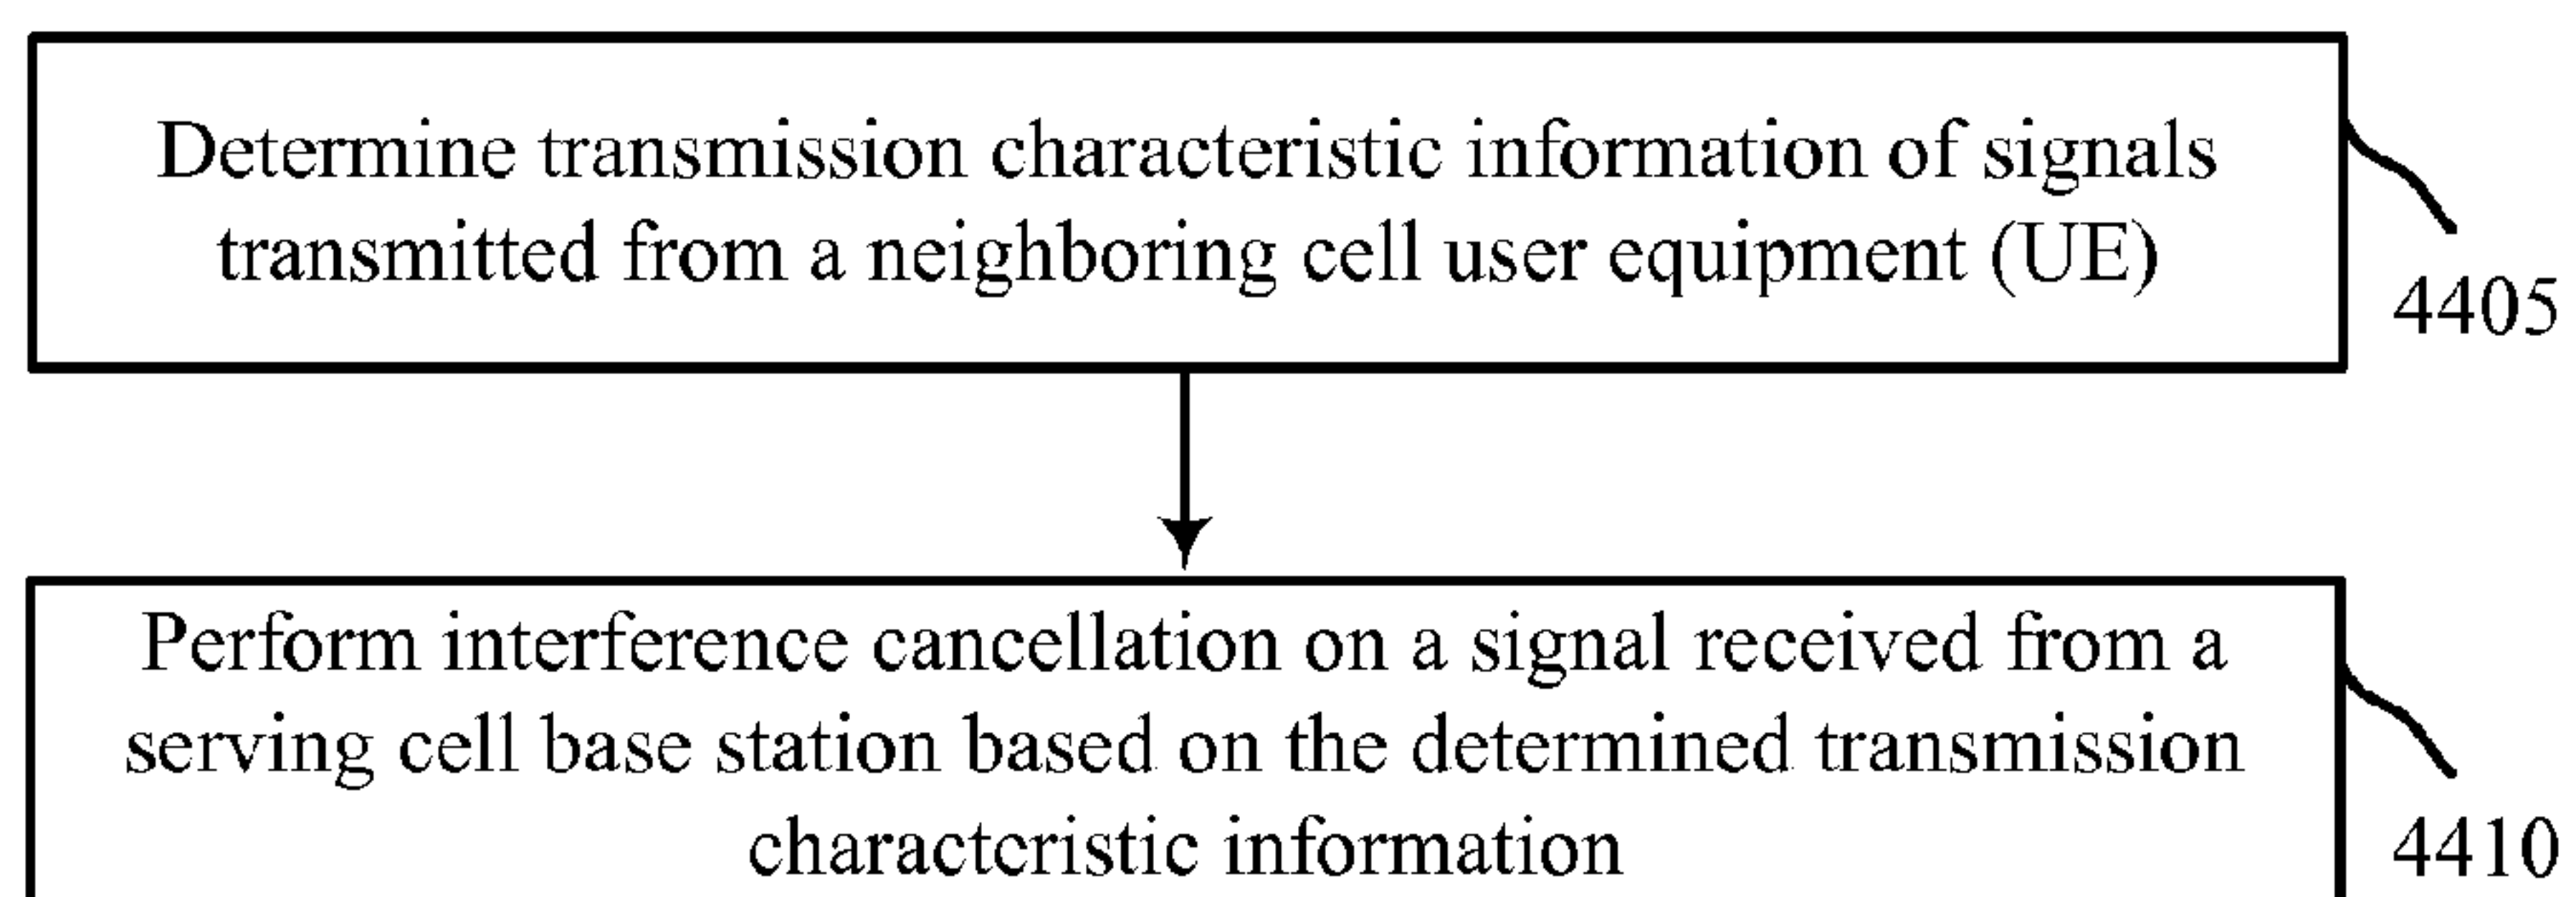 Determine transmission characteristic information of signals
transmitted from a neighboring cell user equipment (UE)
4405
Perform interference cancellation on a signal received from a
serving cell base station based on the determined transmission
characteristic information
4410